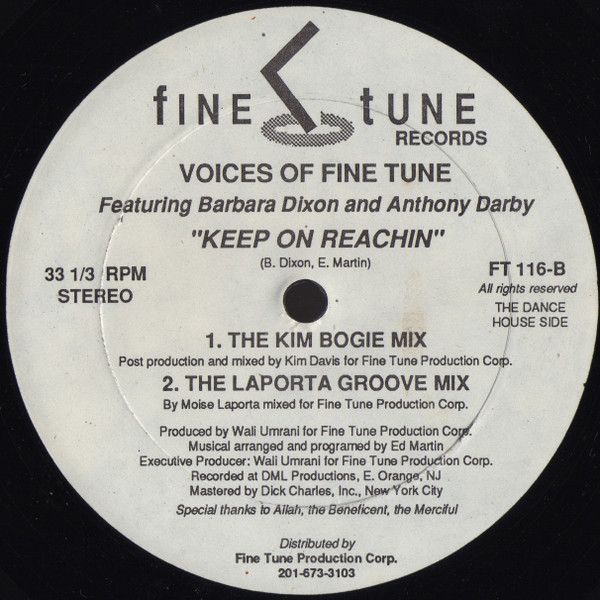 fINE tUNE
RECORDS
VOICES OF FINE TUNE
Featuring Barbara Dixon and Anthony Darby
"KEEP ON REACHIN"
(B. Dixon, E. Martin)
33 1/3 RPM
STEREO
FT 116-B
All rights reserved
THE DANCE
HOUSE SIDE
1. THE KIM BOGIE MIX
Post production and mixed by Kim Davis for Fine Tune Production Corp.
2. THE LAPORTA GROOVE MIX
By Moise Laporta mixed for Fine Tune Production Corp.
Produced by Wali Umrani for Fine Tune Production Corp.
Musical arranged and programed by Ed Martin
Executive Producer: Wali Umrani for Fine Tune Production Corp.
Recorded at DML Productions, E. Orange, NJ
Mastered by Dick Charles, Inc., New York City
Special thanks to Allah, the Beneficent, the Merciful
Distributed by
Fine Tune Production Corp.
201-673-3103